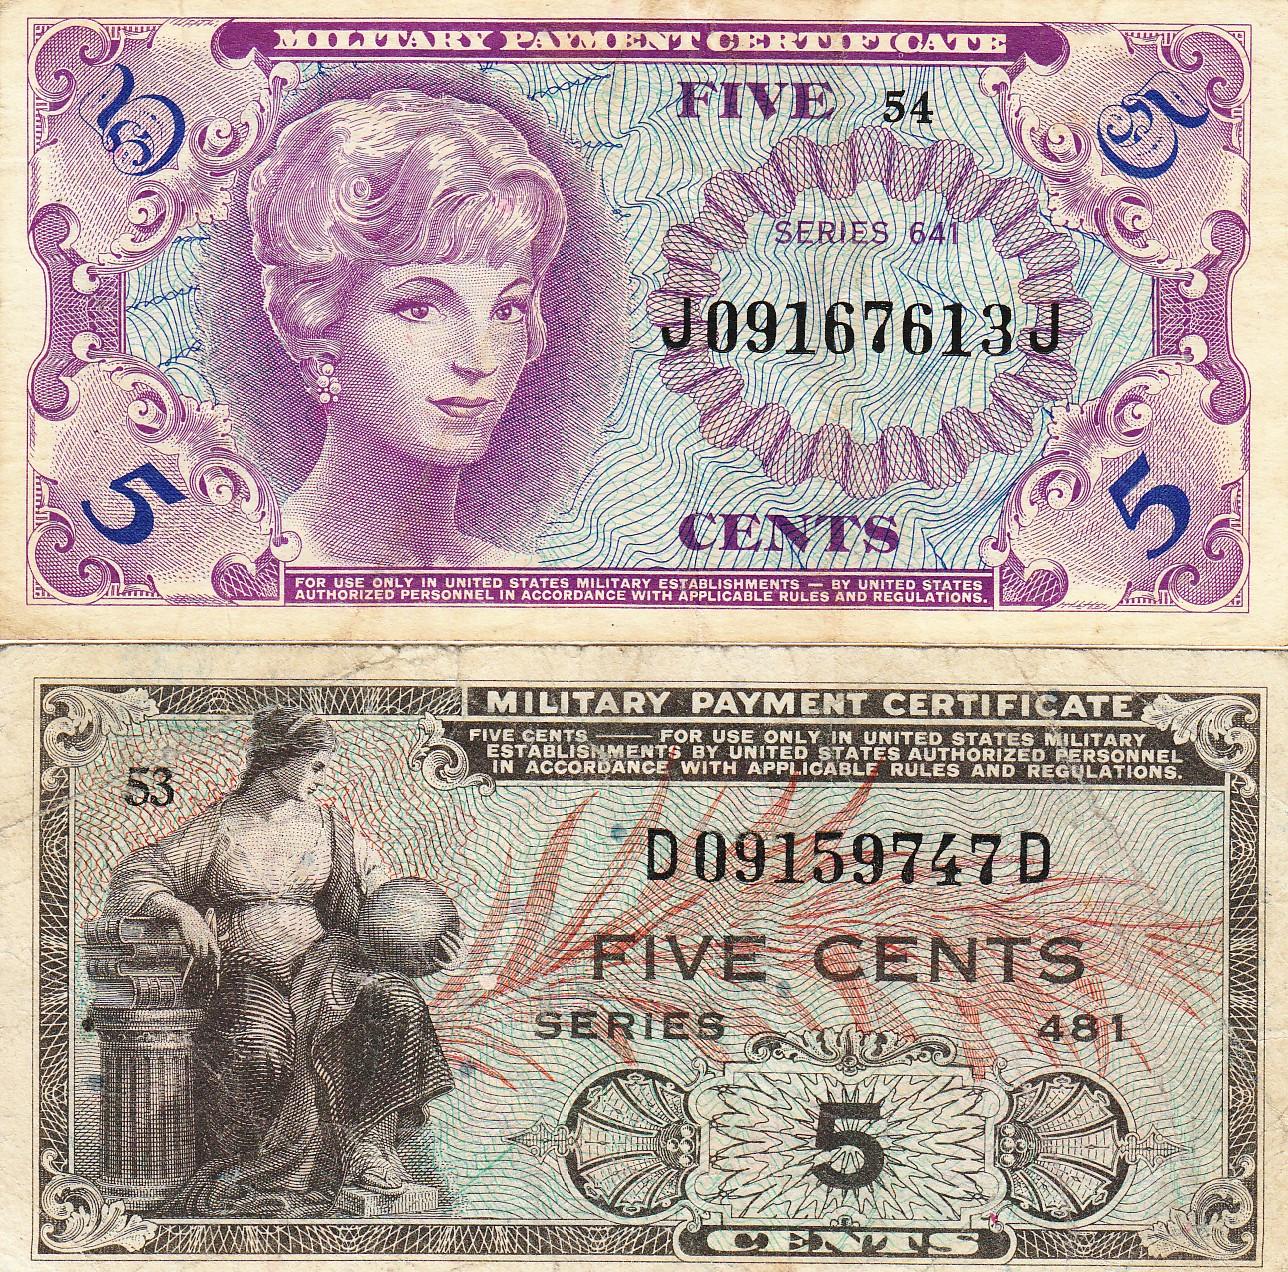 MILITARY PAYMENT CERTIFICATE
5 FIVE 54 5
SERIES 641
J09167613J
5 CENTS 5
FOR USE ONLY IN UNITED STATES MILITARY ESTABLISHMENTS — BY UNITED STATES
AUTHORIZED PERSONNEL IN ACCORDANCE WITH APPLICABLE RULES AND REGULATIONS.
MILITARY PAYMENT CERTIFICATE
FIVE CENTS — FOR USE ONLY IN UNITED STATES MILITARY
ESTABLISHMENTS BY UNITED STATES AUTHORIZED PERSONNEL
IN ACCORDANCE WITH APPLICABLE RULES AND REGULATIONS.
53
D09159747D
FIVE CENTS
SERIES 481
5
CENTS